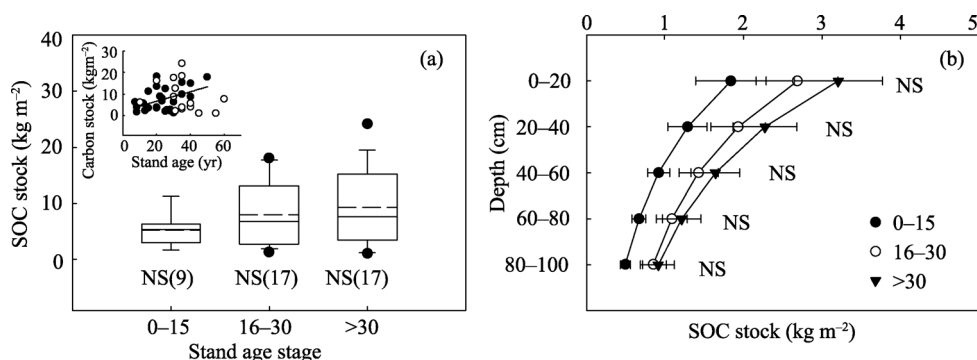 (a)
SOC stock (kg m⁻²)
40
30
20
10
0
Carbon stock (kgm⁻²)
30
20
10
0
0 20 40 60 80
Stand age (yr)
NS(9) NS(17) NS(17)
0–15 16–30 >30
Stand age stage
(b)
0 1 2 3 4 5
Depth (cm)
0–20
20–40
40–60
60–80
80–100
NS
NS
NS
NS
NS
0–15
16–30
>30
SOC stock (kg m⁻²)